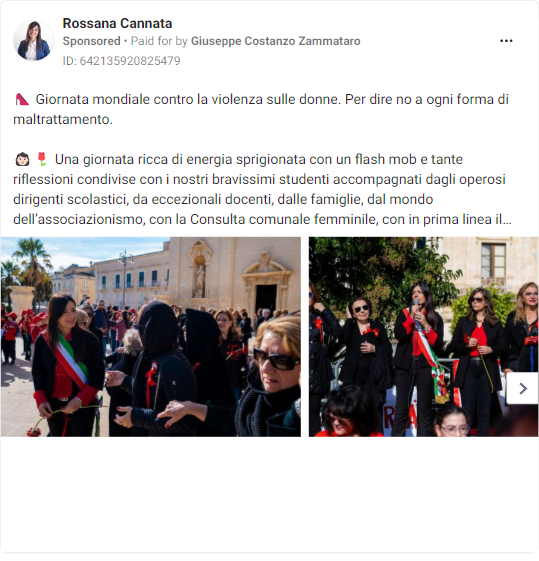 Rossana Cannata
Sponsored • Paid for by Giuseppe Costanzo Zammataro
ID: 642135920825479
👠 Giornata mondiale contro la violenza sulle donne. Per dire no a ogni forma di
maltrattamento.
👩🏻🌹 Una giornata ricca di energia sprigionata con un flash mob e tante
riflessioni condivise con i nostri bravissimi studenti accompagnati dagli operosi
dirigenti scolastici, da eccezionali docenti, dalle famiglie, dal mondo
dell’associazionismo, con la Consulta comunale femminile, con in prima linea il...